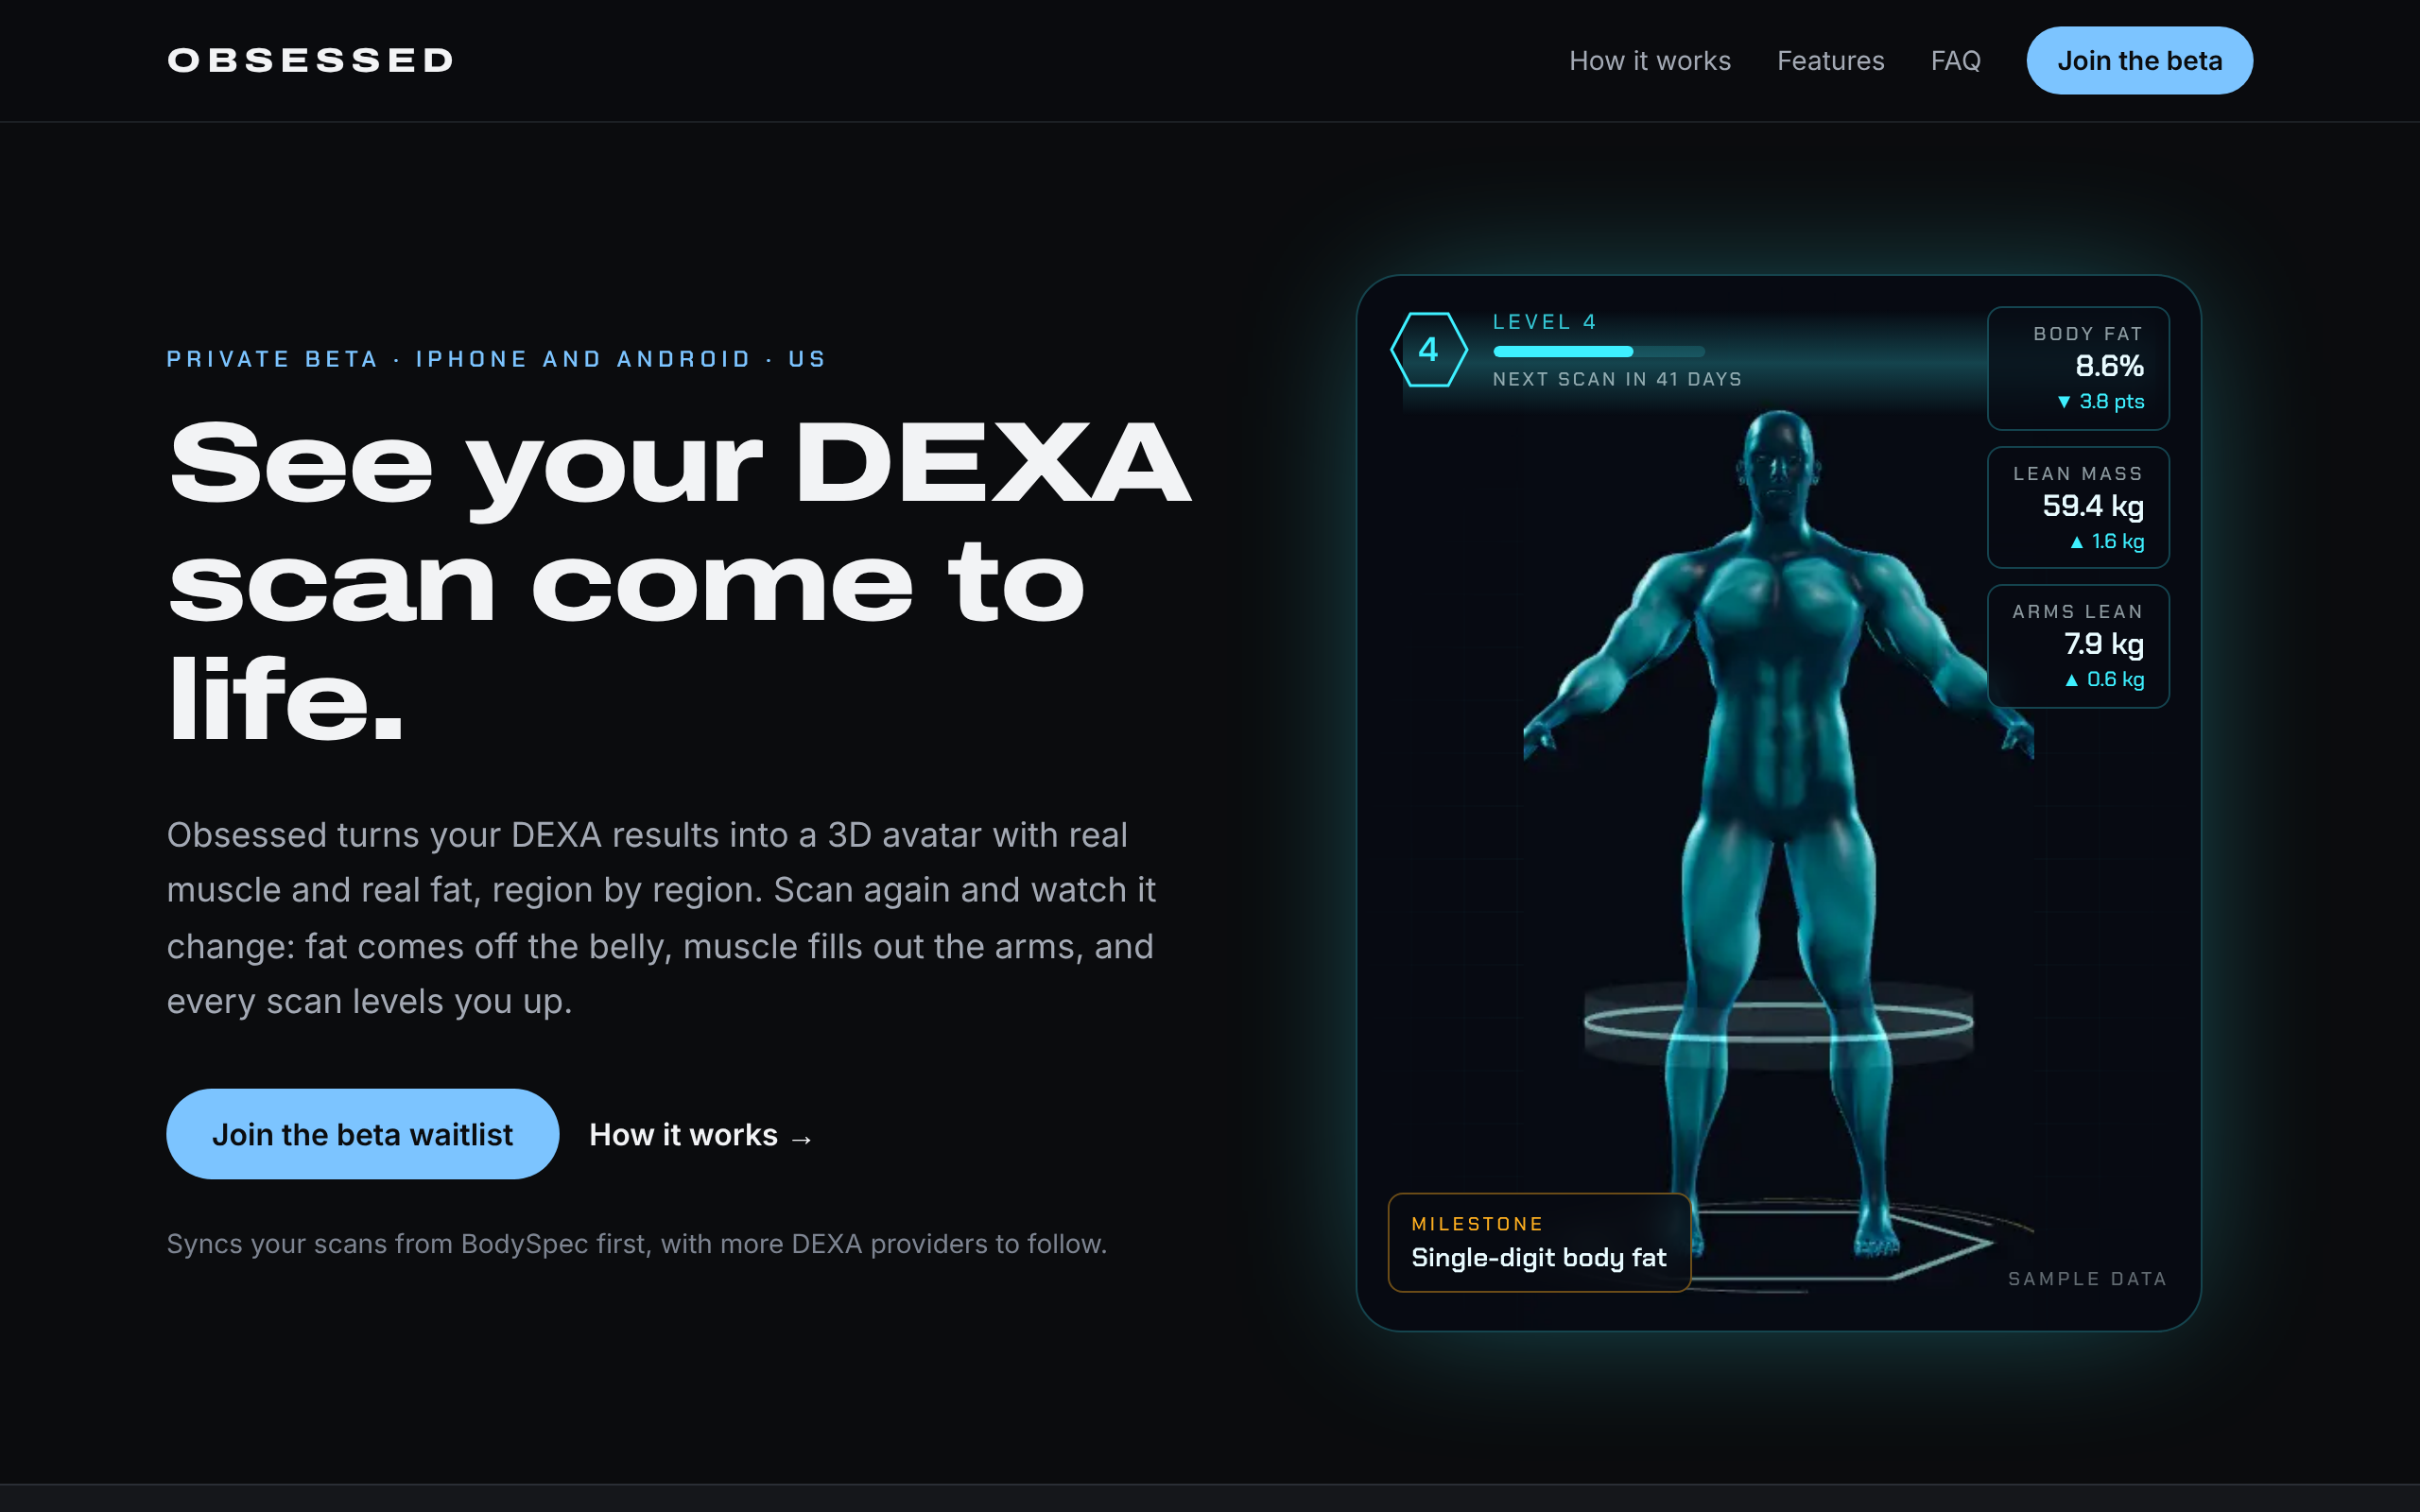 OBSESSED
How it works
Features
FAQ
Join the beta
PRIVATE BETA · IPHONE AND ANDROID · US
See your DEXA
scan come to
life.
Obsessed turns your DEXA results into a 3D avatar with real
muscle and real fat, region by region. Scan again and watch it
change: fat comes off the belly, muscle fills out the arms, and
every scan levels you up.
Join the beta waitlist
How it works →
Syncs your scans from BodySpec first, with more DEXA providers to follow.
4
LEVEL 4
NEXT SCAN IN 41 DAYS
BODY FAT
8.6%
▼ 3.8 pts
LEAN MASS
59.4 kg
▲ 1.6 kg
ARMS LEAN
7.9 kg
▲ 0.6 kg
MILESTONE
Single-digit body fat
SAMPLE DATA